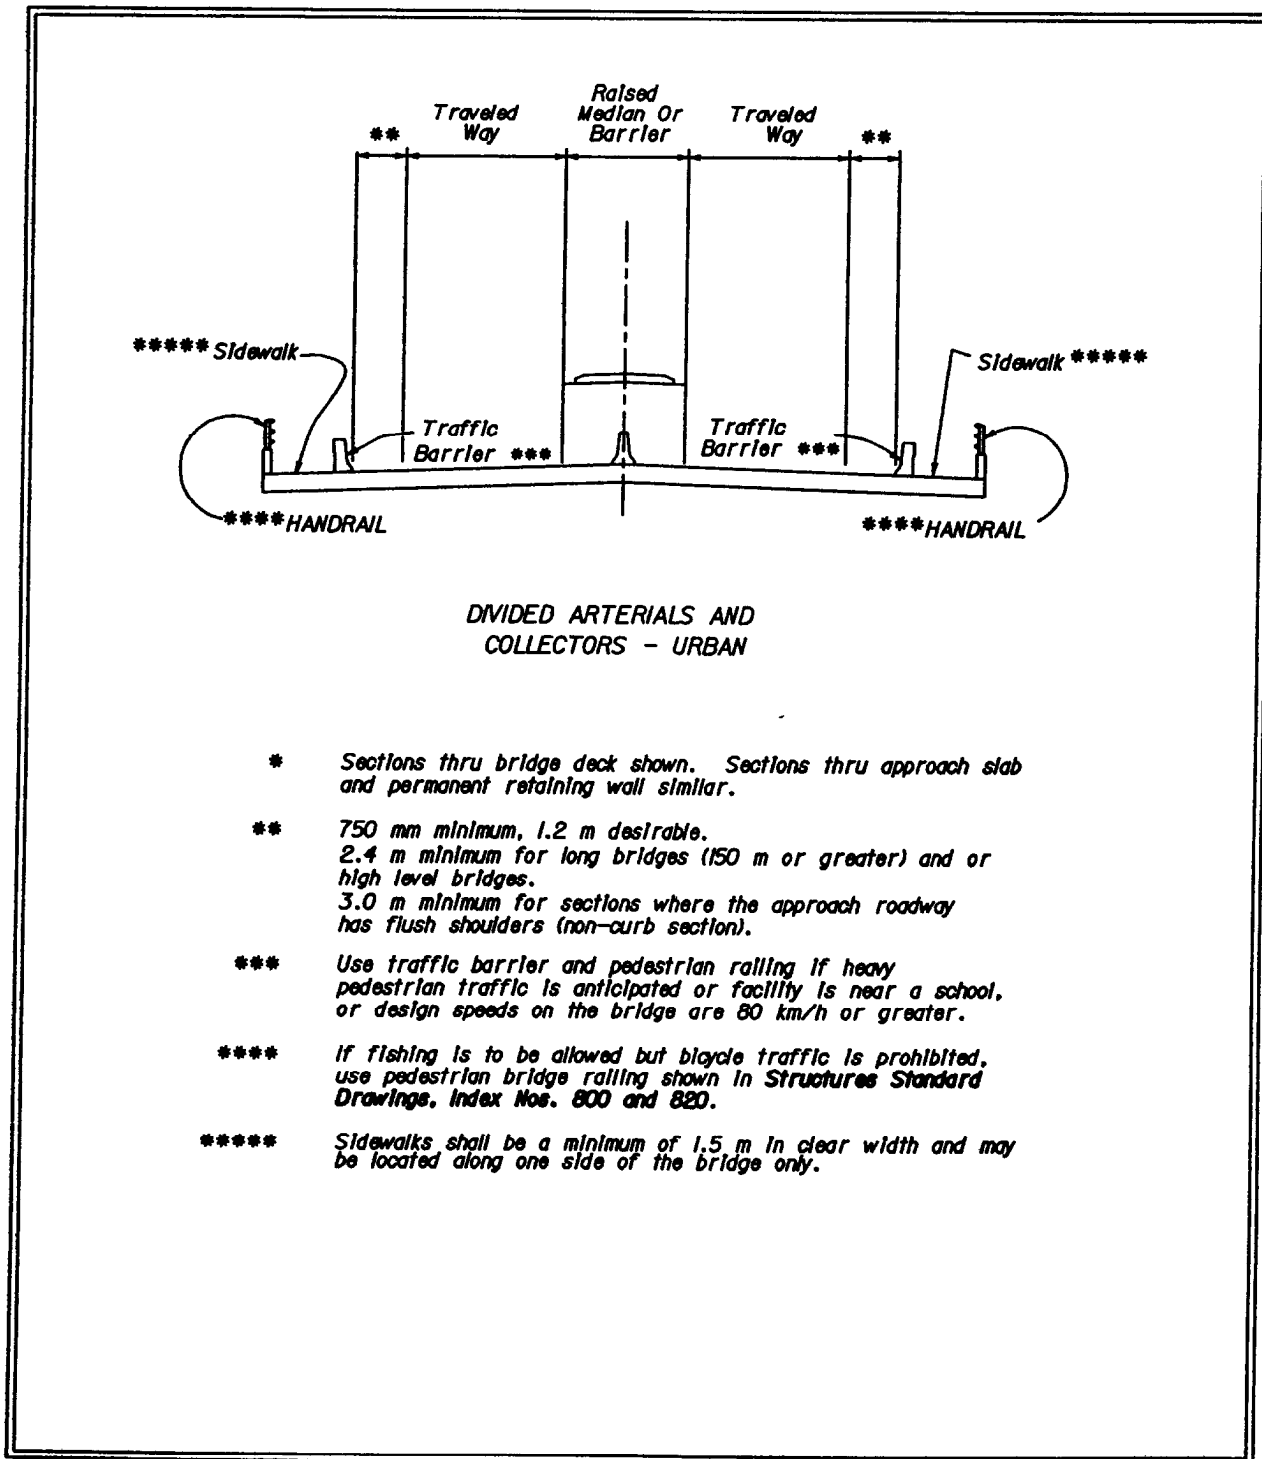 Raised
Traveled Median Or Traveled
** Way Barrier Way **
***** Sidewalk
Sidewalk *****
Traffic
Barrier ***
Traffic
Barrier ***
****HANDRAIL
****HANDRAIL
DIVIDED ARTERIALS AND
COLLECTORS - URBAN
* Sections thru bridge deck shown. Sections thru approach slab
and permanent retaining wall similar.
** 750 mm minimum, 1.2 m desirable.
2.4 m minimum for long bridges (150 m or greater) and or
high level bridges.
3.0 m minimum for sections where the approach roadway
has flush shoulders (non-curb section).
*** Use traffic barrier and pedestrian railing if heavy
pedestrian traffic is anticipated or facility is near a school,
or design speeds on the bridge are 80 km/h or greater.
**** If fishing is to be allowed but bicycle traffic is prohibited,
use pedestrian bridge railing shown in Structures Standard
Drawings, Index Nos. 800 and 820.
***** Sidewalks shall be a minimum of 1.5 m in clear width and may
be located along one side of the bridge only.